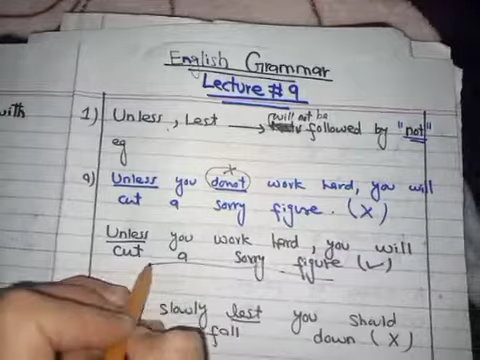 English Grammar
Lecture # 9
with
1) Unless, Lest → will not be followed by "not"
eg
a) Unless you donot work hard, you will
cut a sorry figure. (X)
Unless you work hard, you will
cut a sorry figure (✓)
slowly lest you should
fall down (X)